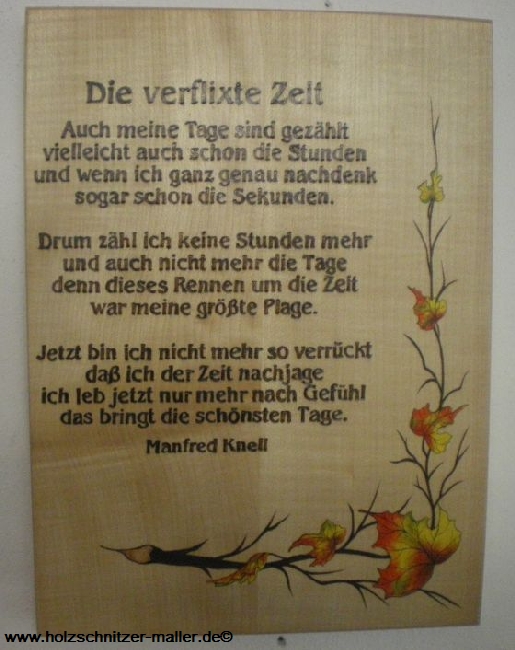 Die verflixte Zeit
Auch meine Tage sind gezählt
vielleicht auch schon die Stunden
und wenn ich ganz genau nachdenk
sogar schon die Sekunden.
Drum zähl ich keine Stunden mehr
und auch nicht mehr die Tage
denn dieses Rennen um die Zeit
war meine größte Plage.
Jetzt bin ich nicht mehr so verrückt
daß ich der Zeit nachjage
ich leb jetzt nur mehr nach Gefühl
das bringt die schönsten Tage.
Manfred Knell
www.holzschnitzer-maller.de©